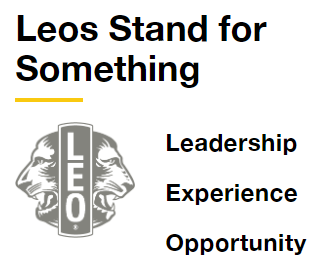 Leos Stand for
Something
LEO
®
Leadership
Experience
Opportunity